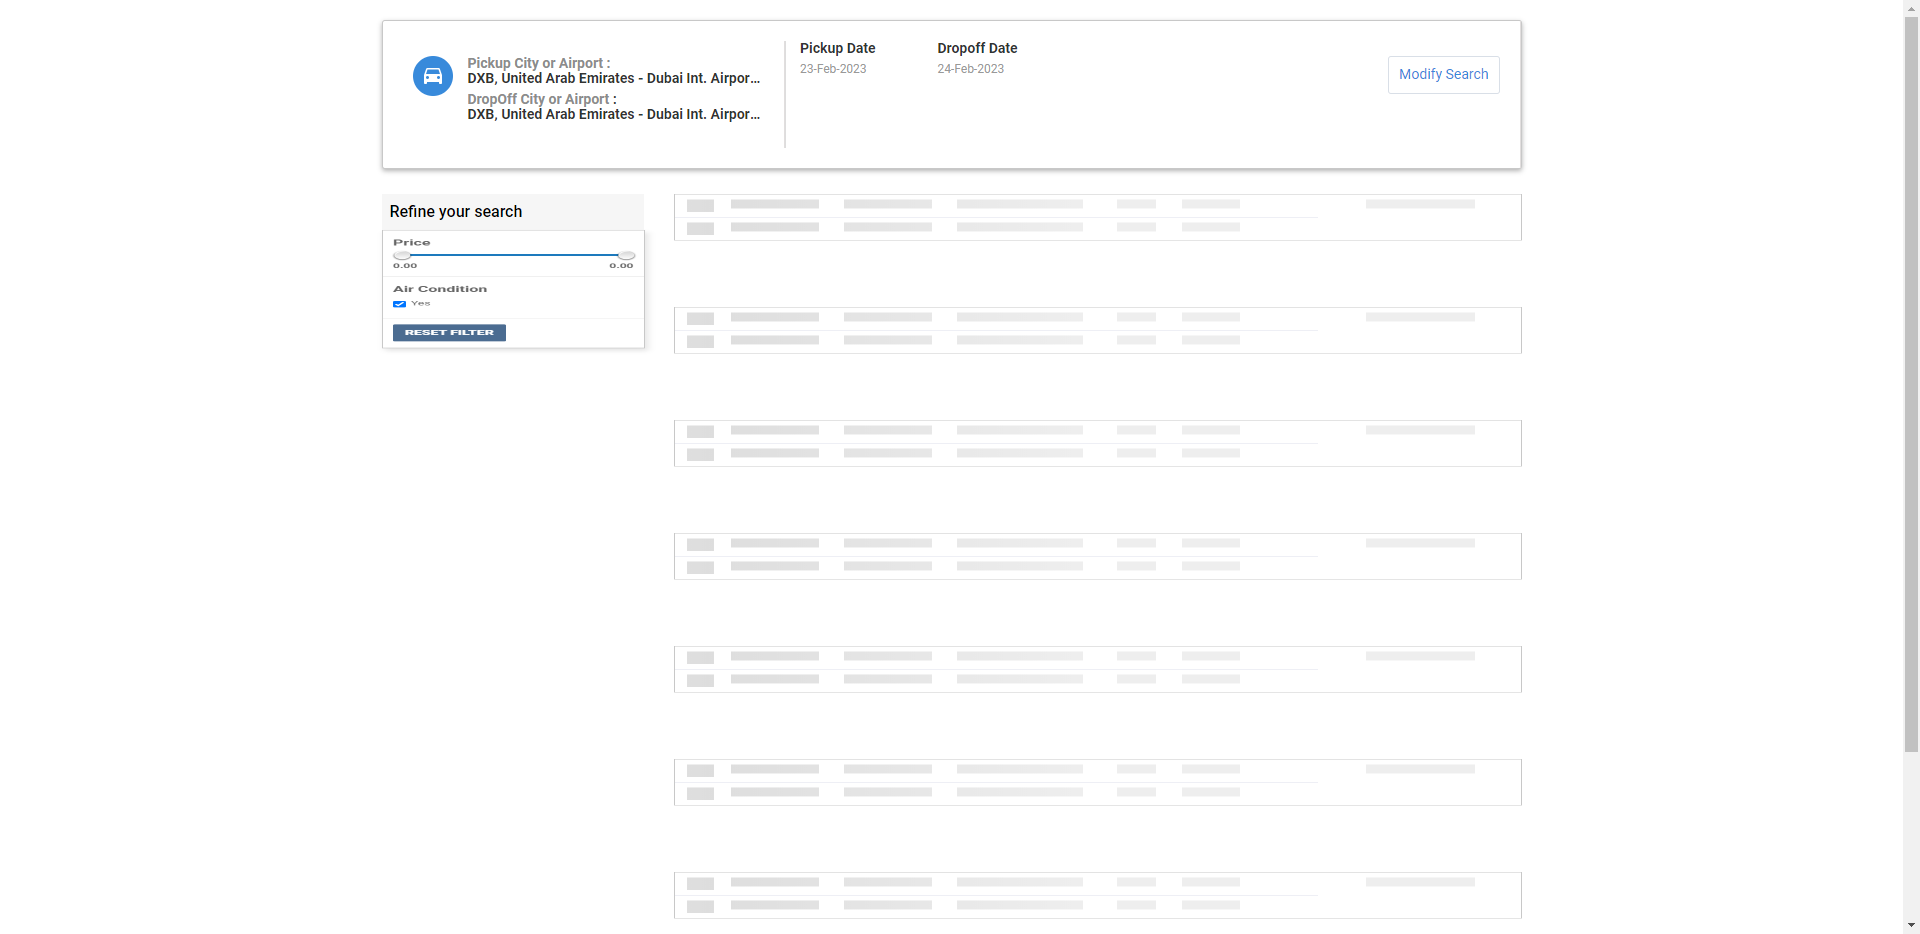 Pickup City or Airport :
DXB, United Arab Emirates - Dubai Int. Airpor...
DropOff City or Airport :
DXB, United Arab Emirates - Dubai Int. Airpor...
Pickup Date
23-Feb-2023
Dropoff Date
24-Feb-2023
Modify Search
Refine your search
Price
0.00 0.00
Air Condition
Yes
RESET FILTER